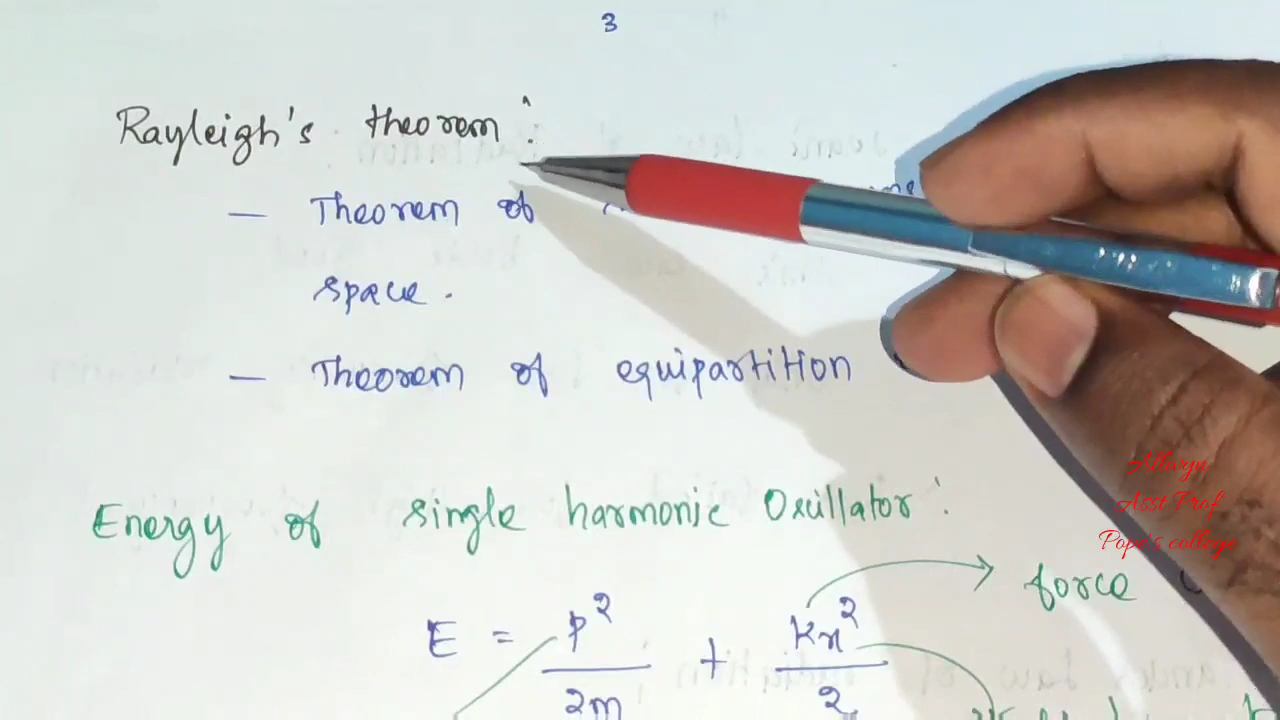 3
Rayleigh's theorem :
— Theorem of
space.
— Theorem of equipartition
Energy of single harmonic Oscillator :
E = p²/2m + Kx²/2
force
Allwyn
Asst Prof
Pope's college